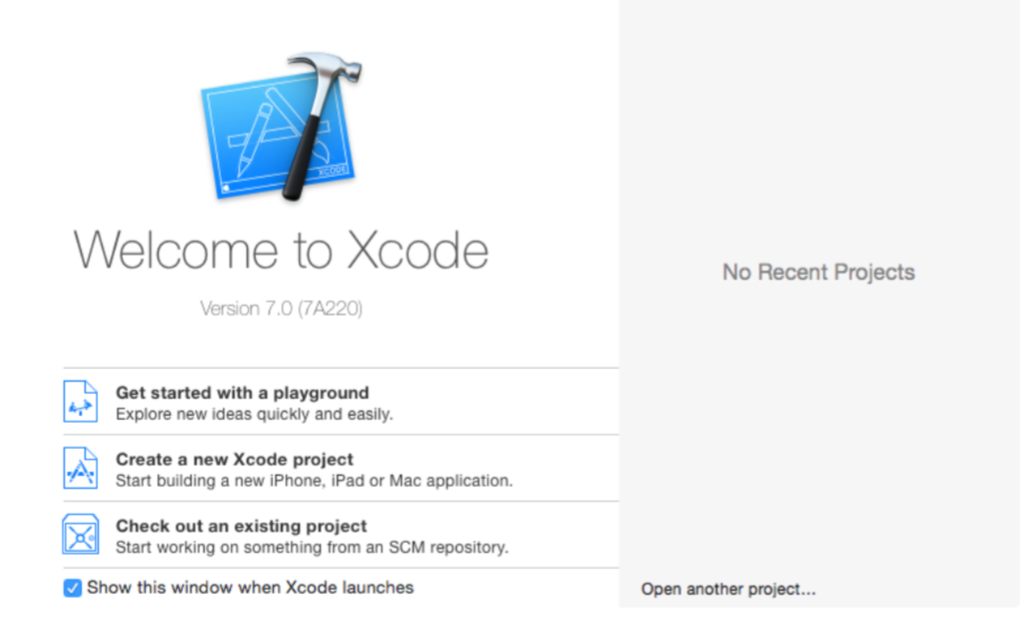 XCODE
Welcome to Xcode
Version 7.0 (7A220)
Get started with a playground
Explore new ideas quickly and easily.
Create a new Xcode project
Start building a new iPhone, iPad or Mac application.
Check out an existing project
Start working on something from an SCM repository.
Show this window when Xcode launches
No Recent Projects
Open another project...